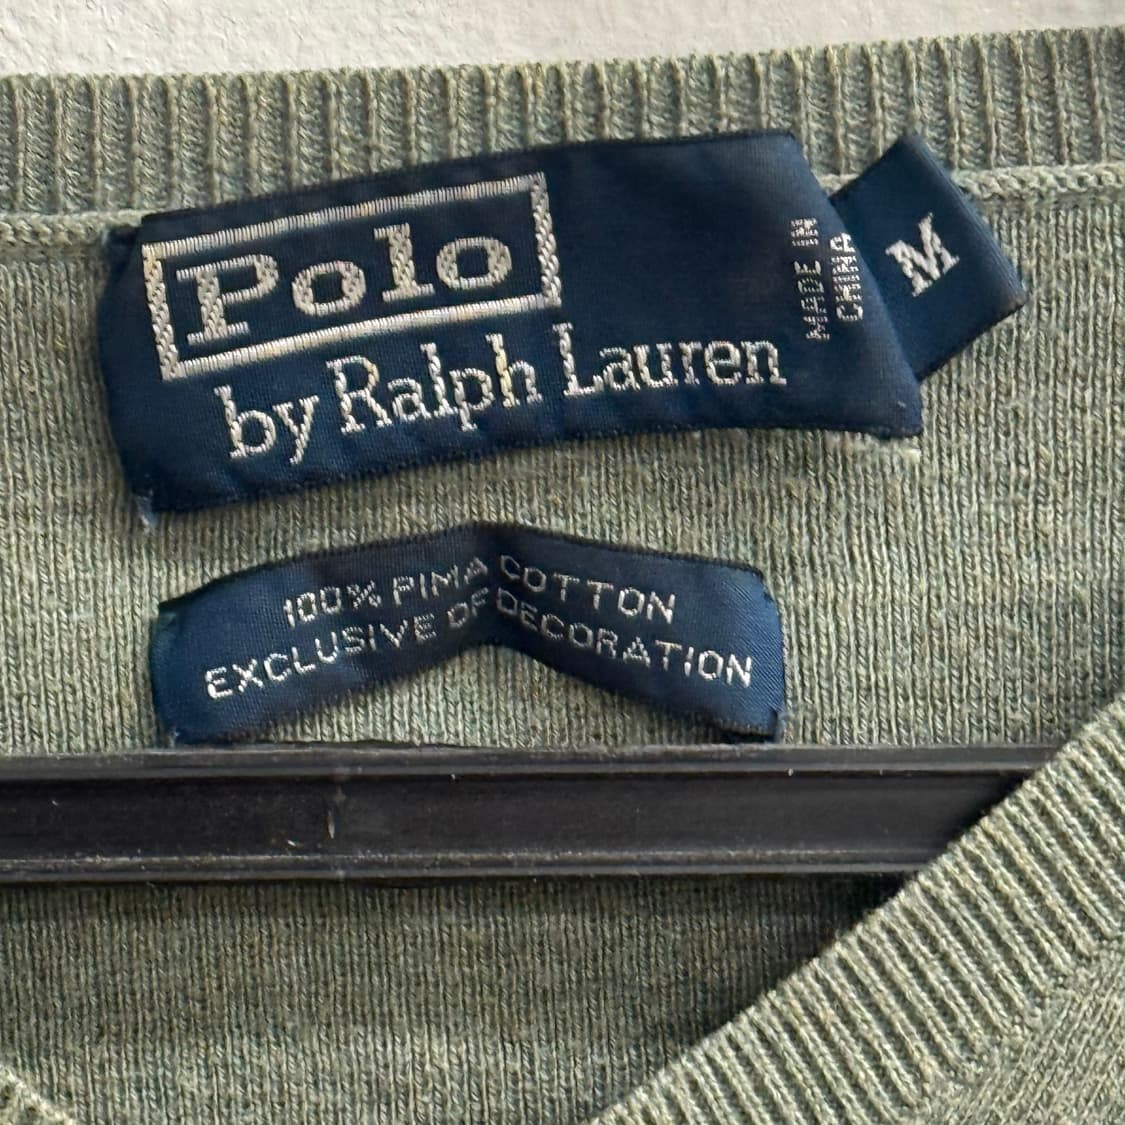 Polo
by Ralph Lauren
MADE IN
CHINA
M
100% PIMA COTTON
EXCLUSIVE OF DECORATION